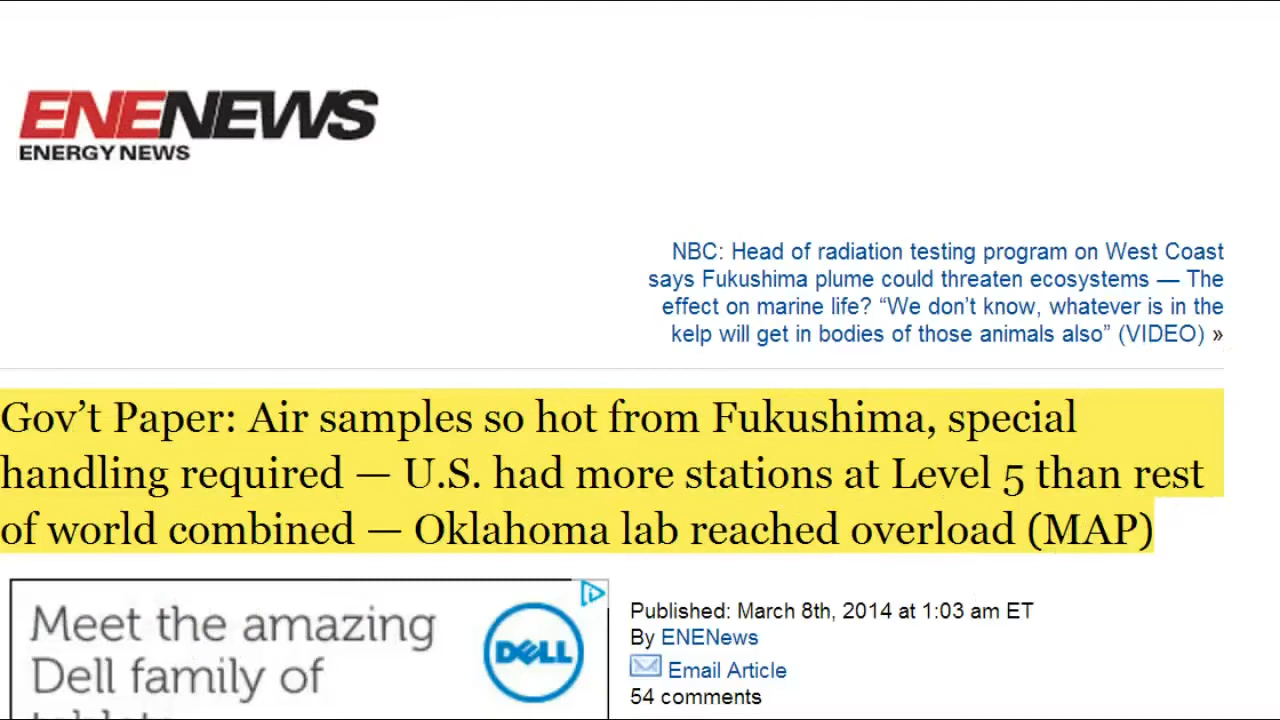 ENENEWS
ENERGY NEWS
NBC: Head of radiation testing program on West Coast
says Fukushima plume could threaten ecosystems — The
effect on marine life? “We don’t know, whatever is in the
kelp will get in bodies of those animals also” (VIDEO) »
Gov’t Paper: Air samples so hot from Fukushima, special
handling required — U.S. had more stations at Level 5 than rest
of world combined — Oklahoma lab reached overload (MAP)
Meet the amazing
Dell family of
DELL
Published: March 8th, 2014 at 1:03 am ET
By ENENews
Email Article
54 comments